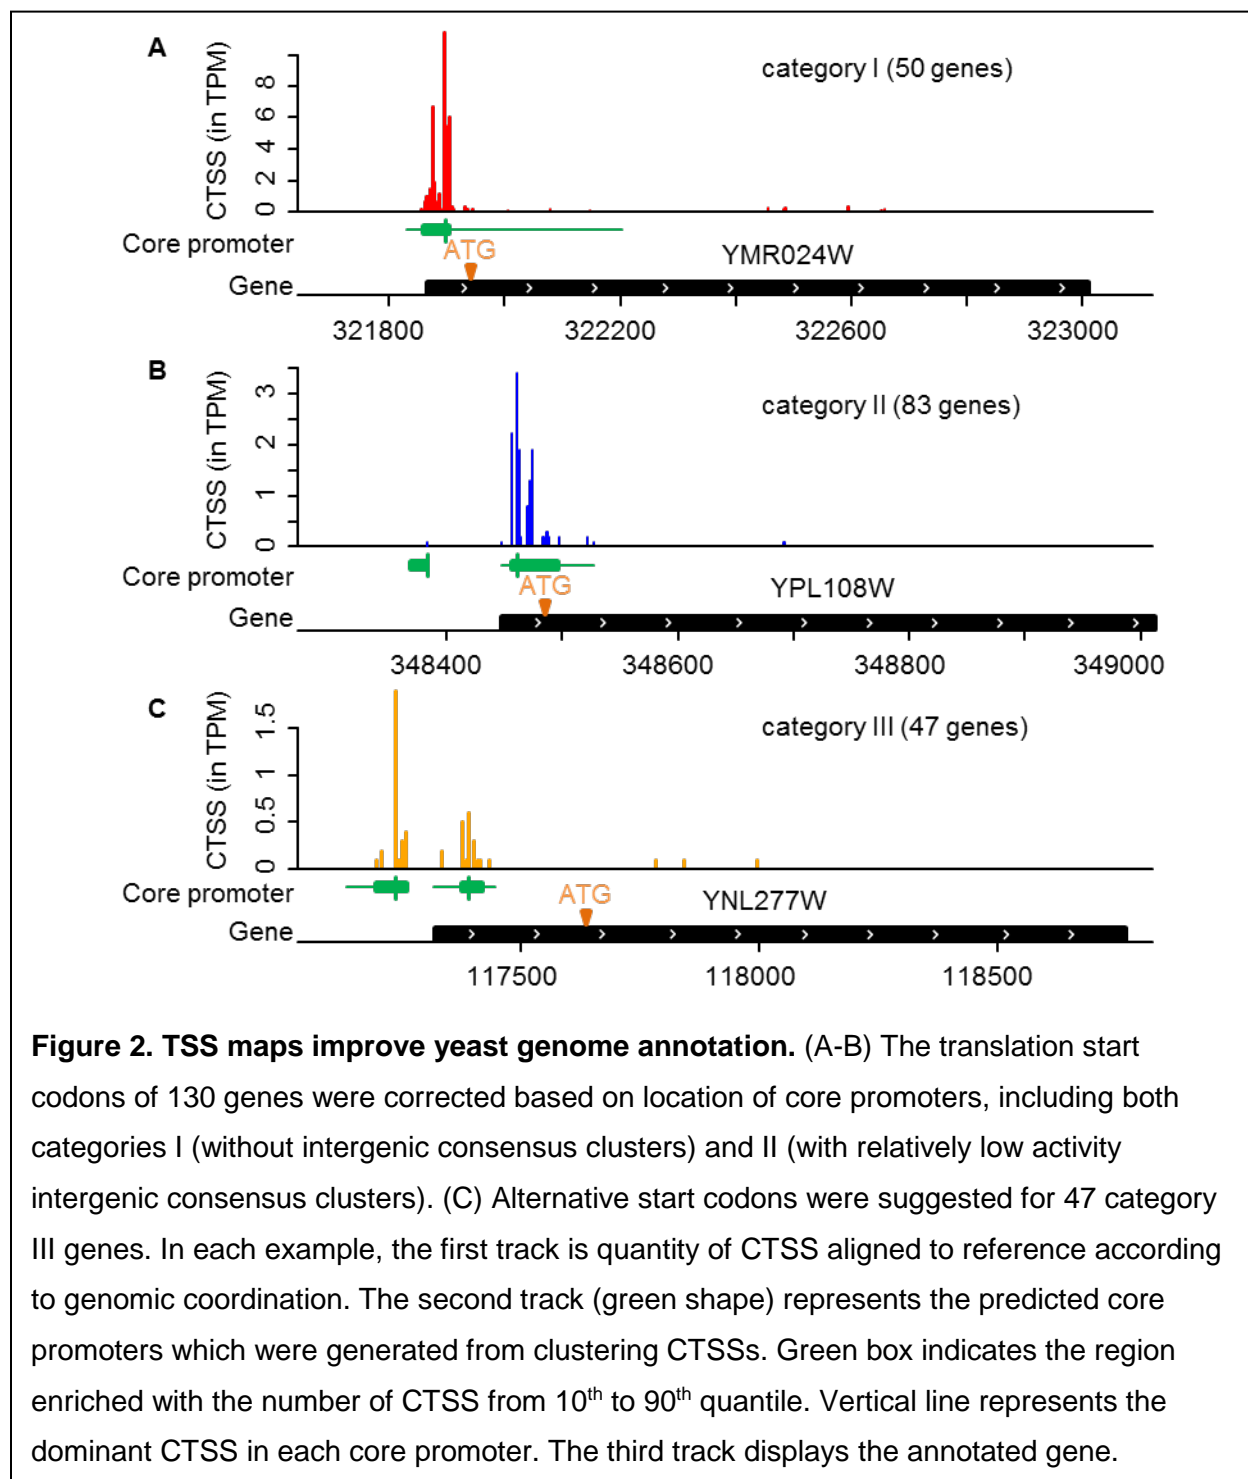 A
category I (50 genes)
CTSS (in TPM)
8
6
4
2
0
Core promoter
ATG
YMR024W
Gene
321800 322200 322600 323000
B
category II (83 genes)
CTSS (in TPM)
3
2
1
0
Core promoter
ATG
YPL108W
Gene
348400 348600 348800 349000
C
category III (47 genes)
CTSS (in TPM)
1.5
1
0.5
0
Core promoter
ATG
YNL277W
Gene
117500 118000 118500
Figure 2. TSS maps improve yeast genome annotation. (A-B) The translation start
codons of 130 genes were corrected based on location of core promoters, including both
categories I (without intergenic consensus clusters) and II (with relatively low activity
intergenic consensus clusters). (C) Alternative start codons were suggested for 47 category
III genes. In each example, the first track is quantity of CTSS aligned to reference according
to genomic coordination. The second track (green shape) represents the predicted core
promoters which were generated from clustering CTSSs. Green box indicates the region
enriched with the number of CTSS from 10th to 90th quantile. Vertical line represents the
dominant CTSS in each core promoter. The third track displays the annotated gene.